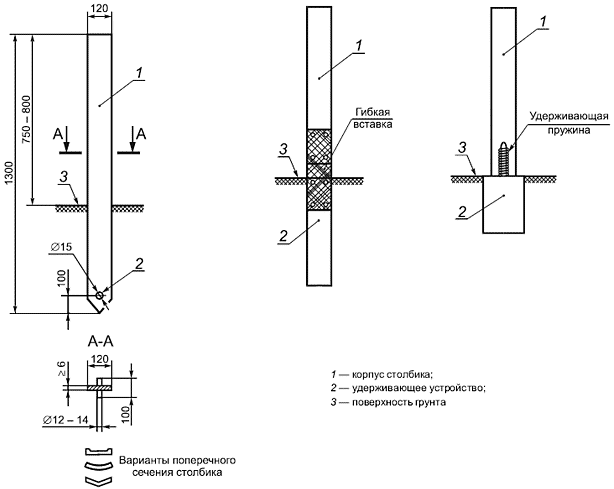 120
1
1
1
750 – 800
1300
А
А
Гибкая
вставка
Удерживающая
пружина
3
3
3
2
2
Ø15
2
100
А-А
120
≥ 6
100
Ø12 – 14
1 — корпус столбика;
2 — удерживающее устройство;
3 — поверхность грунта
Варианты поперечного
сечения столбика